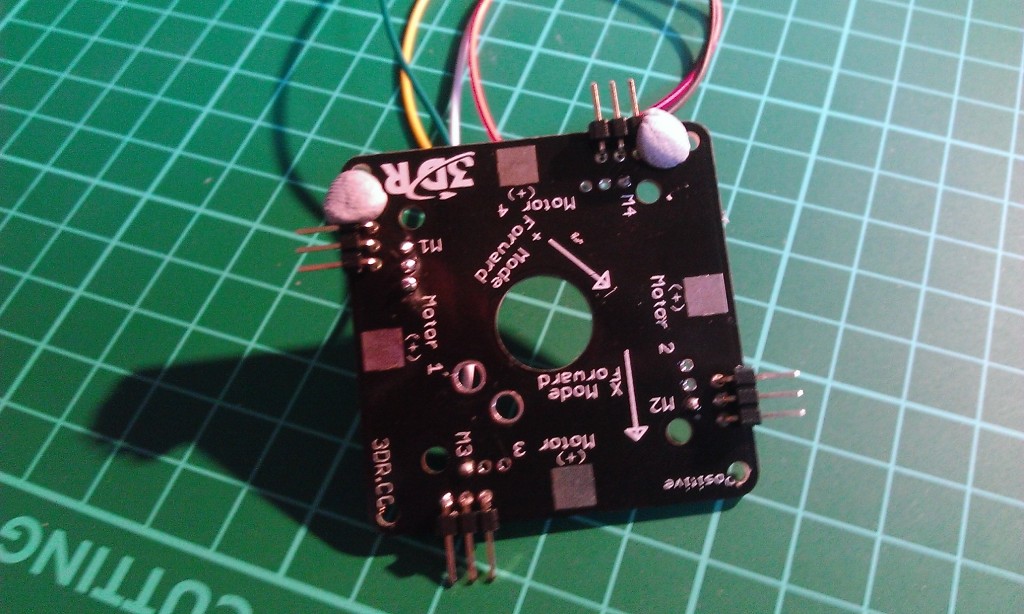 3DR
Motor 4
(+)
M4
+ Mode
Forward
M1
Motor 1
(+)
Motor 2
(+)
M2
"X" Mode
Forward
M3
Motor 3
(+)
Positive
3DR.CC
CUTTING